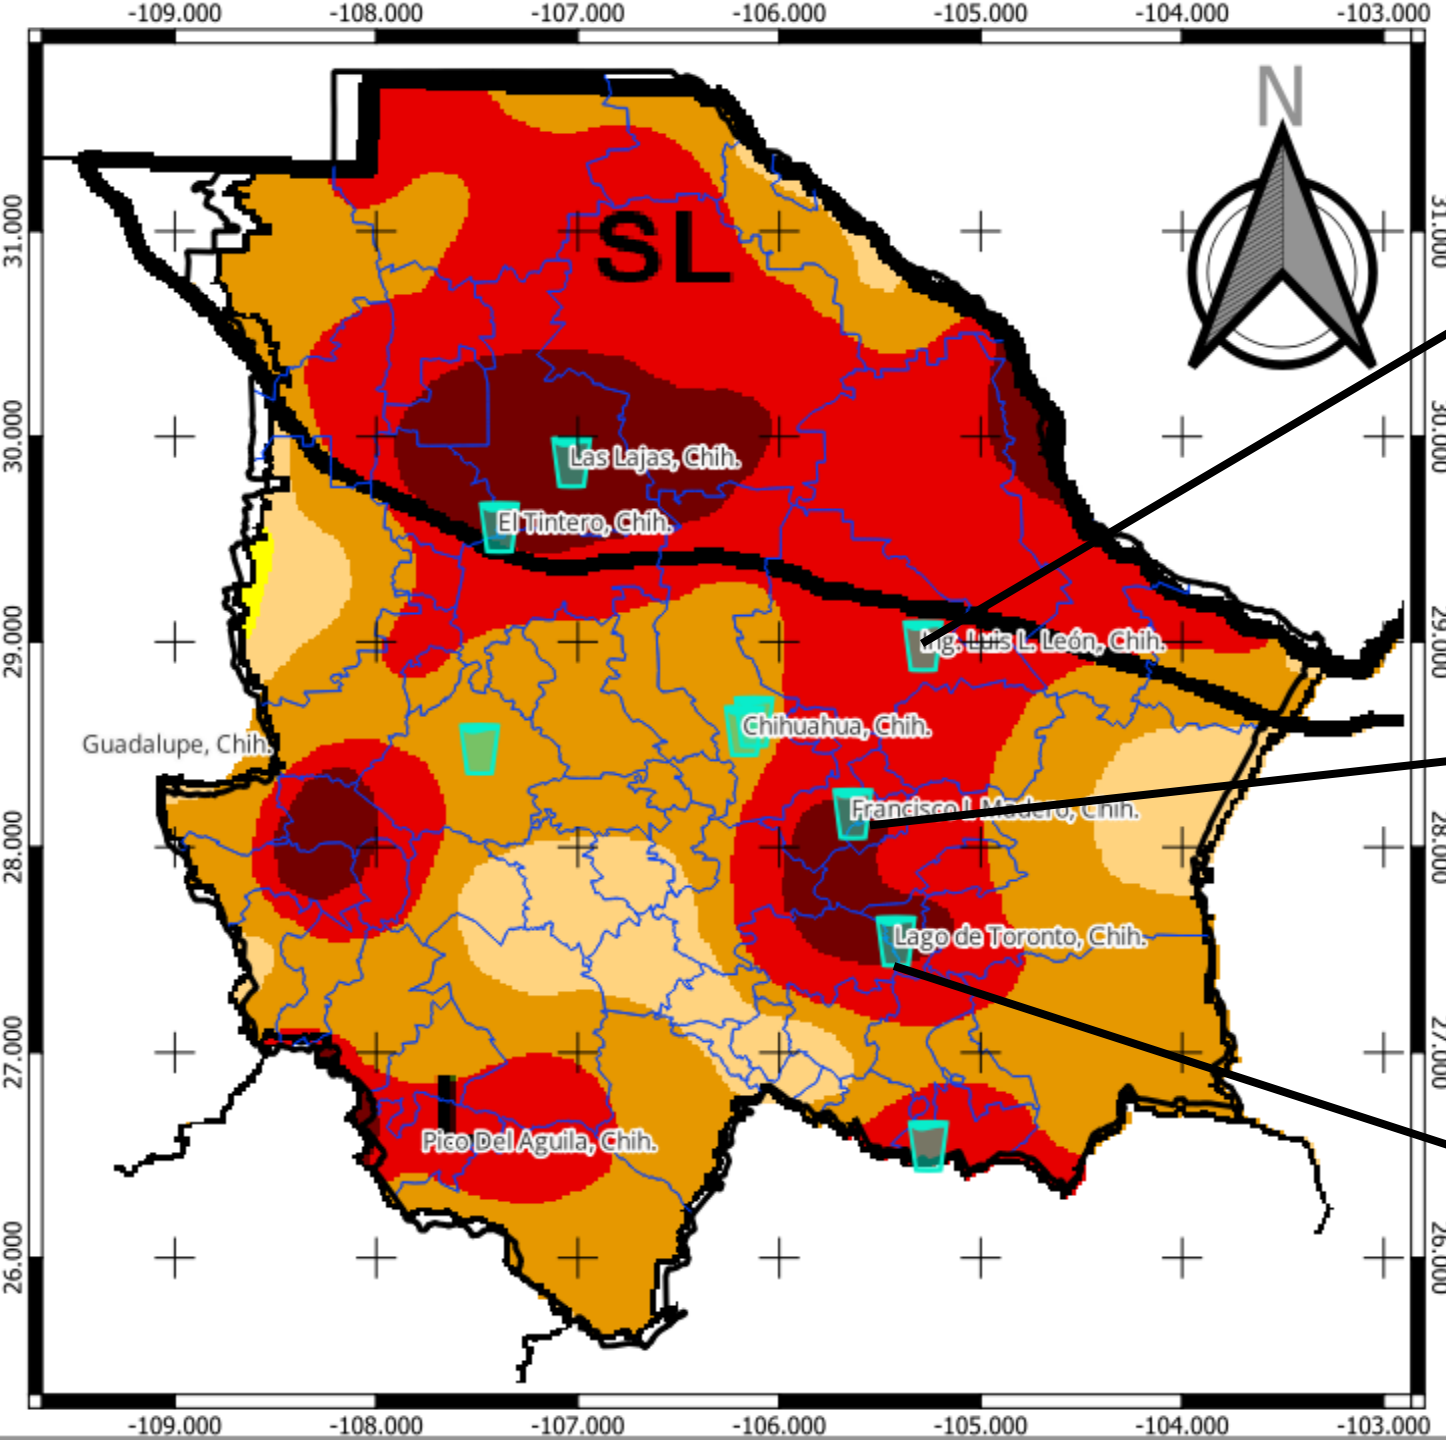 -109.000 -108.000 -107.000 -106.000 -105.000 -104.000 -103.000
N
31.000 31.000
SL
30.000 30.000
Las Lajas, Chih.
El Tintero, Chih.
29.000 29.000
Ing. Luis L. León, Chih.
Chihuahua, Chih.
Guadalupe, Chih.
Francisco I. Madero, Chih.
28.000 28.000
Lago de Toronto, Chih.
27.000 27.000
I
Pico Del Aguila, Chih.
26.000 26.000
-109.000 -108.000 -107.000 -106.000 -105.000 -104.000 -103.000